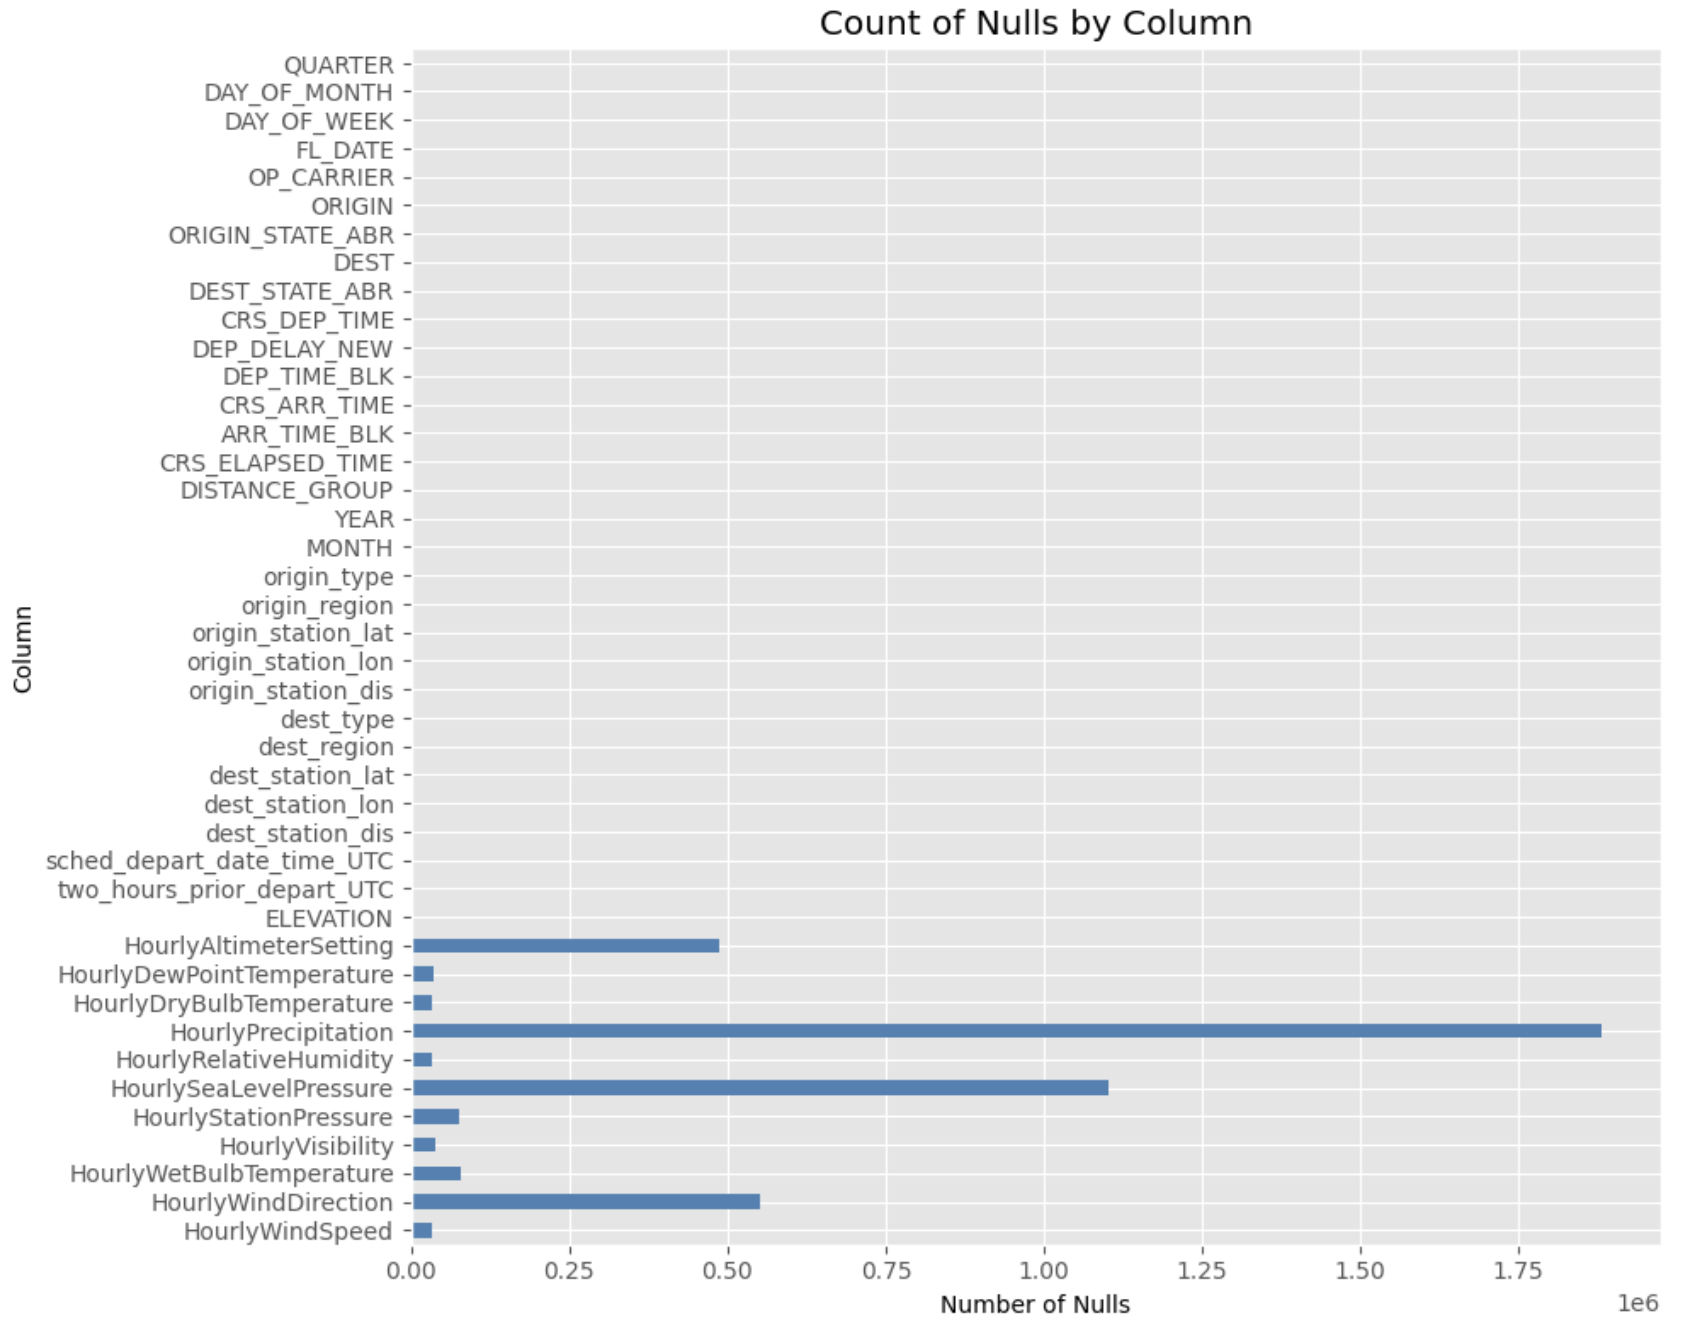 Count of Nulls by Column
QUARTER
DAY_OF_MONTH
DAY_OF_WEEK
FL_DATE
OP_CARRIER
ORIGIN
ORIGIN_STATE_ABR
DEST
DEST_STATE_ABR
CRS_DEP_TIME
DEP_DELAY_NEW
DEP_TIME_BLK
CRS_ARR_TIME
ARR_TIME_BLK
CRS_ELAPSED_TIME
DISTANCE_GROUP
YEAR
MONTH
origin_type
origin_region
origin_station_lat
origin_station_lon
origin_station_dis
dest_type
dest_region
dest_station_lat
dest_station_lon
dest_station_dis
sched_depart_date_time_UTC
two_hours_prior_depart_UTC
ELEVATION
HourlyAltimeterSetting
HourlyDewPointTemperature
HourlyDryBulbTemperature
HourlyPrecipitation
HourlyRelativeHumidity
HourlySeaLevelPressure
HourlyStationPressure
HourlyVisibility
HourlyWetBulbTemperature
HourlyWindDirection
HourlyWindSpeed
Column
0.00 0.25 0.50 0.75 1.00 1.25 1.50 1.75
Number of Nulls
1e6